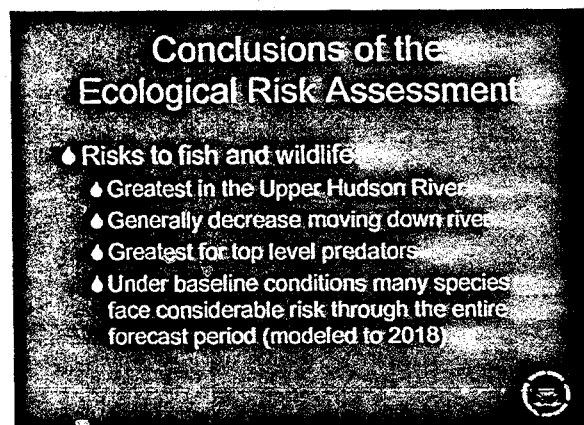 Conclusions of the
Ecological Risk Assessment
Risks to fish and wildlife
Greatest in the Upper Hudson River
Generally decrease moving down river
Greatest for top level predators
Under baseline conditions many species
face considerable risk through the entire
forecast period (modeled to 2018)